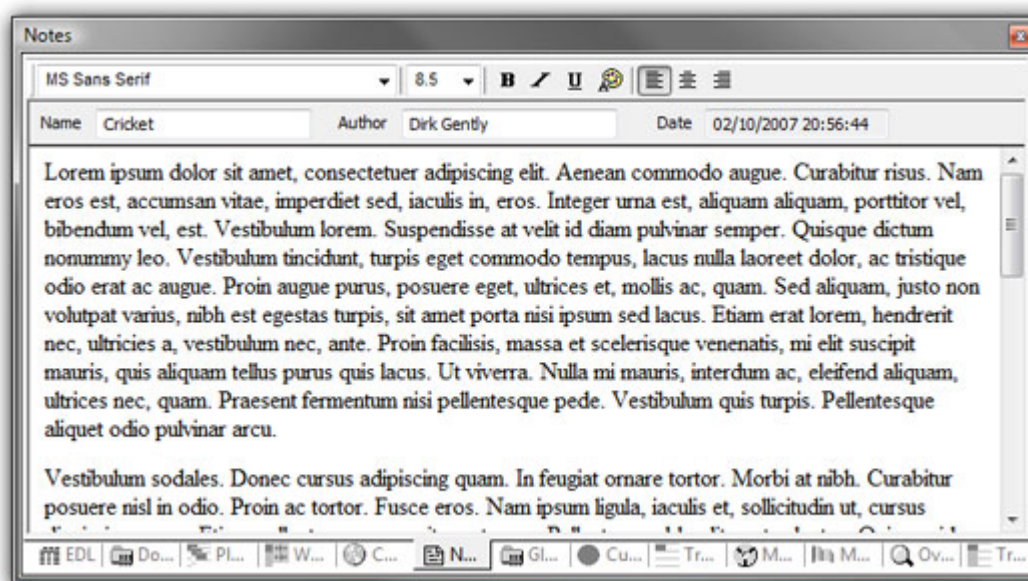 Notes
MS Sans Serif 8.5 B I U
Name Cricket Author Dirk Gently Date 02/10/2007 20:56:44
Lorem ipsum dolor sit amet, consectetuer adipiscing elit. Aenean commodo augue. Curabitur risus. Nam
eros est, accumsan vitae, imperdiet sed, iaculis in, eros. Integer urna est, aliquam aliquam, porttitor vel,
bibendum vel, est. Vestibulum lorem. Suspendisse at velit id diam pulvinar semper. Quisque dictum
nonummy leo. Vestibulum tincidunt, turpis eget commodo tempus, lacus nulla laoreet dolor, ac tristique
odio erat ac augue. Proin augue purus, posuere eget, ultrices et, mollis ac, quam. Sed aliquam, justo non
volutpat varius, nibh est egestas turpis, sit amet porta nisi ipsum sed lacus. Etiam erat lorem, hendrerit
nec, ultricies a, vestibulum nec, ante. Proin facilisis, massa et scelerisque venenatis, mi elit suscipit
mauris, quis aliquam tellus purus quis lacus. Ut viverra. Nulla mi mauris, interdum ac, eleifend aliquam,
ultrices nec, quam. Praesent fermentum nisi pellentesque pede. Vestibulum quis turpis. Pellentesque
aliquet odio pulvinar arcu.
Vestibulum sodales. Donec cursus adipiscing quam. In feugiat ornare tortor. Morbi at nibh. Curabitur
posuere nisl in odio. Proin ac tortor. Fusce eros. Nam ipsum ligula, iaculis et, sollicitudin ut, cursus
EDL Do... Pl... W... C... N... Gl... Cu... Tr... M... M... Ov... Tr...